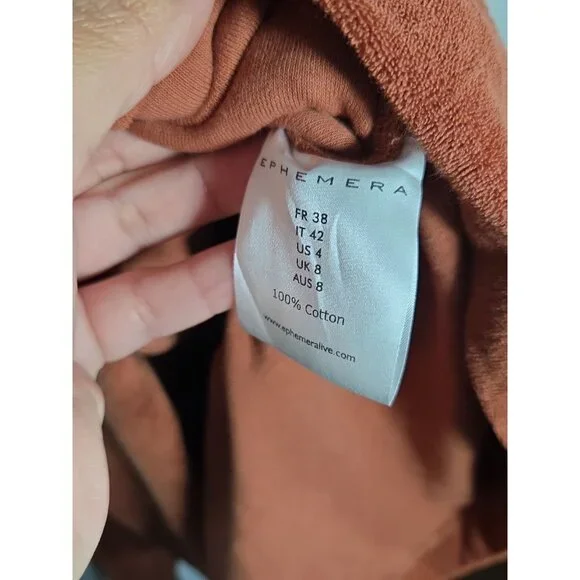 EPHEMERA
FR 38
IT 42
US 4
UK 8
AUS 8
100% Cotton
www.ephemeralive.com